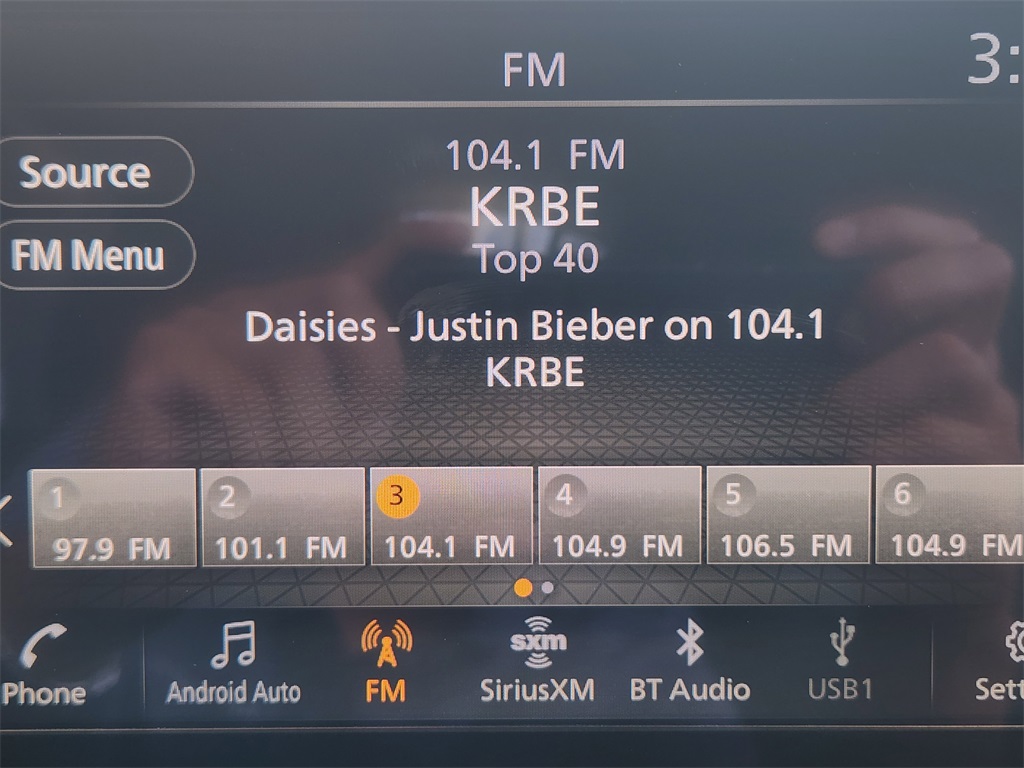 FM
3:
Source
104.1 FM
KRBE
FM Menu
Top 40
Daisies - Justin Bieber on 104.1
KRBE
1
2
3
4
5
6
97.9 FM
101.1 FM
104.1 FM
104.9 FM
106.5 FM
104.9 FM
sxm
Phone
Android Auto
FM
SiriusXM
BT Audio
USB1
Sett